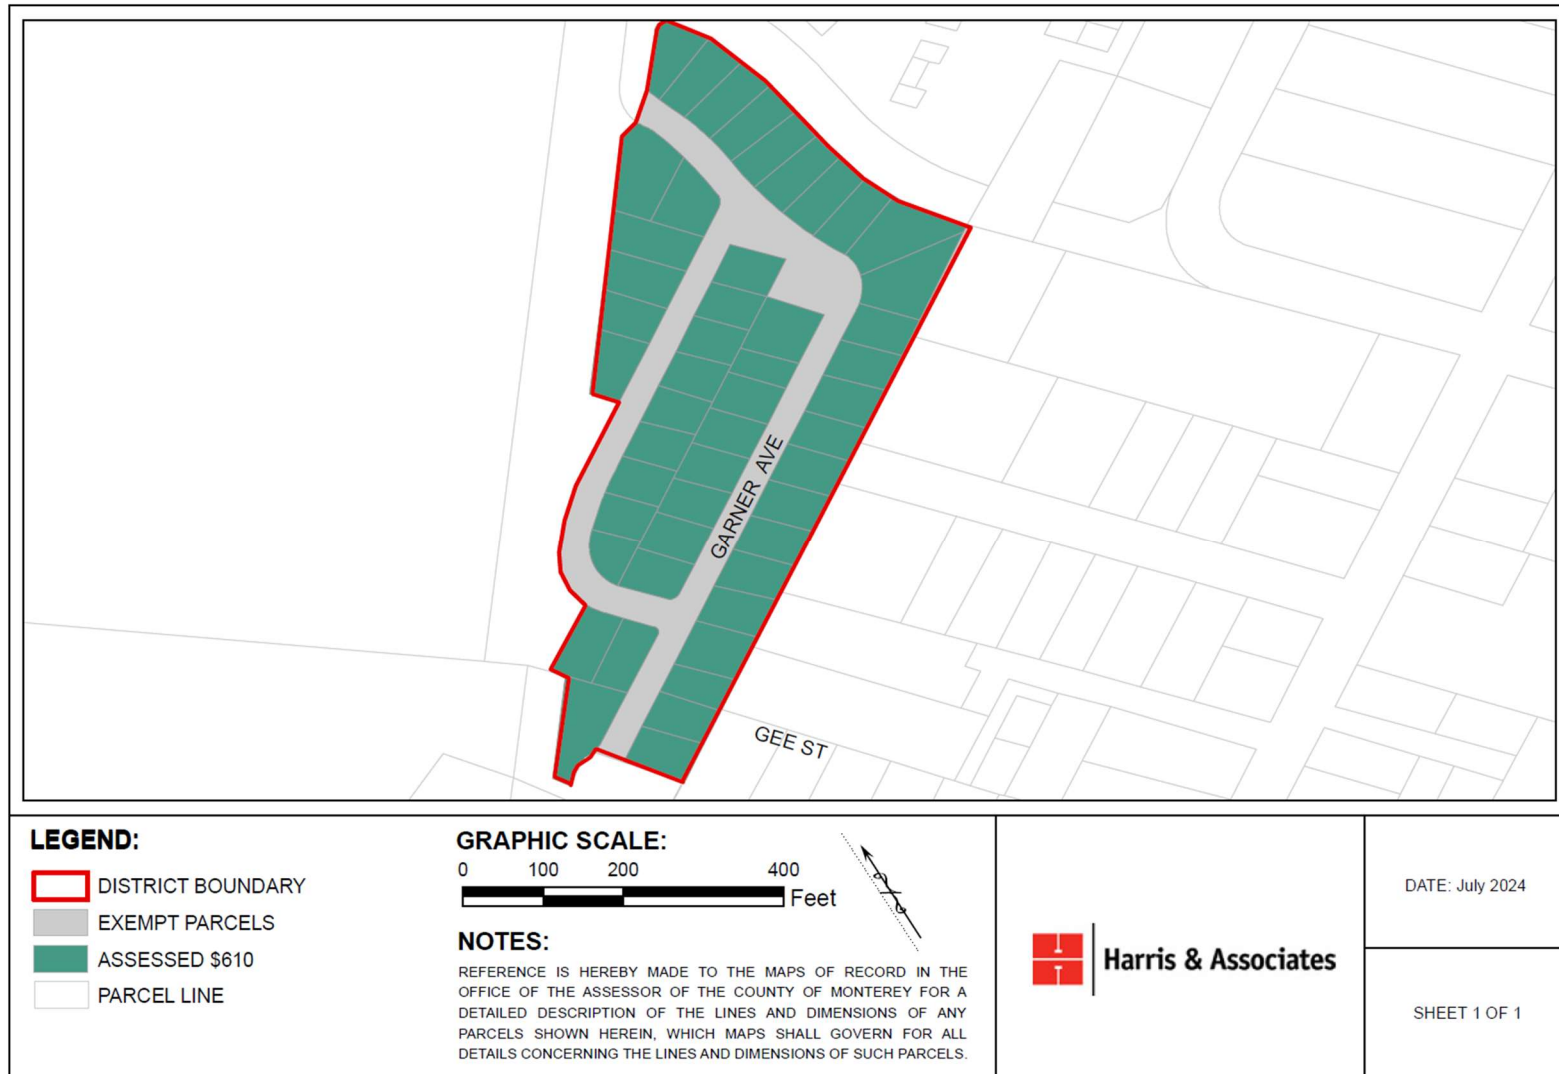 GARNER AVE
GEE ST
LEGEND:
DISTRICT BOUNDARY
EXEMPT PARCELS
ASSESSED $610
PARCEL LINE
GRAPHIC SCALE:
0 100 200 400
Feet
NOTES:
REFERENCE IS HEREBY MADE TO THE MAPS OF RECORD IN THE
OFFICE OF THE ASSESSOR OF THE COUNTY OF MONTEREY FOR A
DETAILED DESCRIPTION OF THE LINES AND DIMENSIONS OF ANY
PARCELS SHOWN HEREIN, WHICH MAPS SHALL GOVERN FOR ALL
DETAILS CONCERNING THE LINES AND DIMENSIONS OF SUCH PARCELS.
Harris & Associates
DATE: July 2024
SHEET 1 OF 1